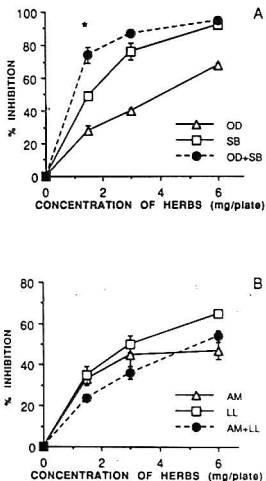 A
*
100
80
60
40
20
0
% INHIBITION
OD
SB
OD+SB
0 2 4 6
CONCENTRATION OF HERBS (mg/plate)
B
80
60
40
20
0
% INHIBITION
AM
LL
AM+LL
0 2 4 6
CONCENTRATION OF HERBS (mg/plate)